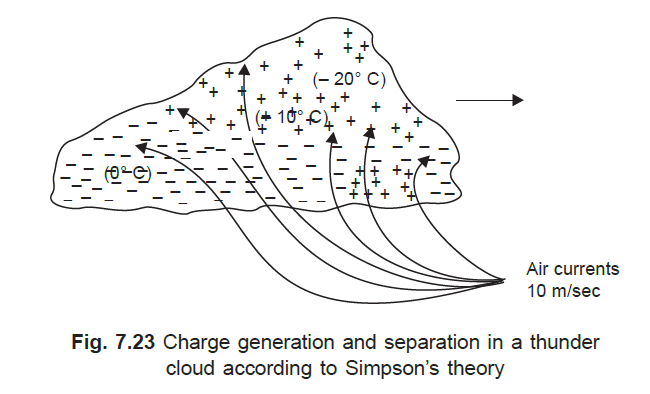 (– 20° C)
(– 10° C)
(0° C)
Air currents
10 m/sec
Fig. 7.23 Charge generation and separation in a thunder
cloud according to Simpson’s theory